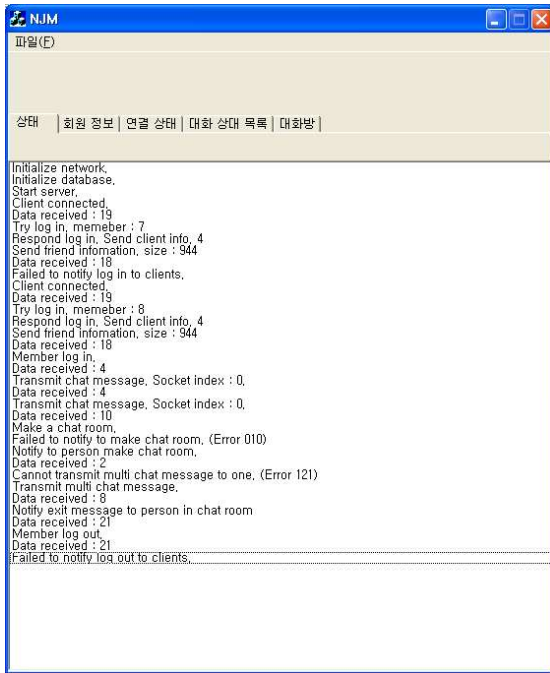 NJM
파일(F)
상태 회원 정보 연결 상태 대화 상대 목록 대화방
Initialize network,
Initialize database,
Start server,
Client connected,
Data received : 19
Try log in, memeber : 7
Respond log in, Send client info, 4
Send friend infomation, size : 944
Data received : 18
Failed to notify log in to clients,
Client connected,
Data received : 19
Try log in, memeber : 8
Respond log in, Send client info, 4
Send friend infomation, size : 944
Data received : 18
Member log in,
Data received : 4
Transmit chat message, Socket index : 0,
Data received : 4
Transmit chat message, Socket index : 0,
Data received : 10
Make a chat room,
Failed to notify to make chat room, (Error 010)
Notify to person make chat room,
Data received : 2
Cannot transmit multi chat message to one, (Error 121)
Transmit multi chat message,
Data received : 8
Notify exit message to person in chat room
Data received : 21
Member log out,
Data received : 21
Failed to notify log out to clients,